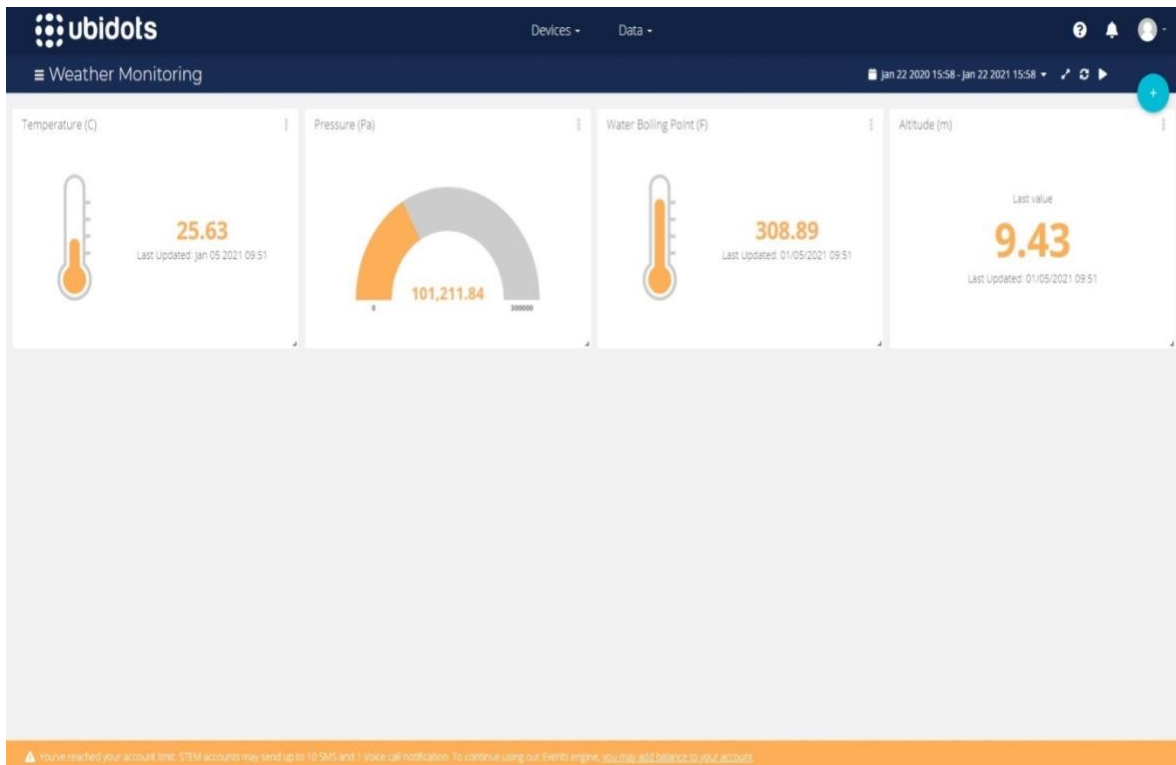 ubidots
Devices
Data
Weather Monitoring
Jan 22 2020 15:58 - Jan 22 2021 15:58
+
Temperature (C)
25.63
Last Updated: Jan 05 2021 09:51
Pressure (Pa)
101,211.84
0
300000
Water Boiling Point (F)
308.89
Last Updated: 01/05/2021 09:51
Altitude (m)
Last value
9.43
Last Updated: 01/05/2021 09:51
You've reached your account limit. STEM accounts may send up to 10 SMS and 1 Voice call notification. To continue using our Events engine, you may add balance to your account.